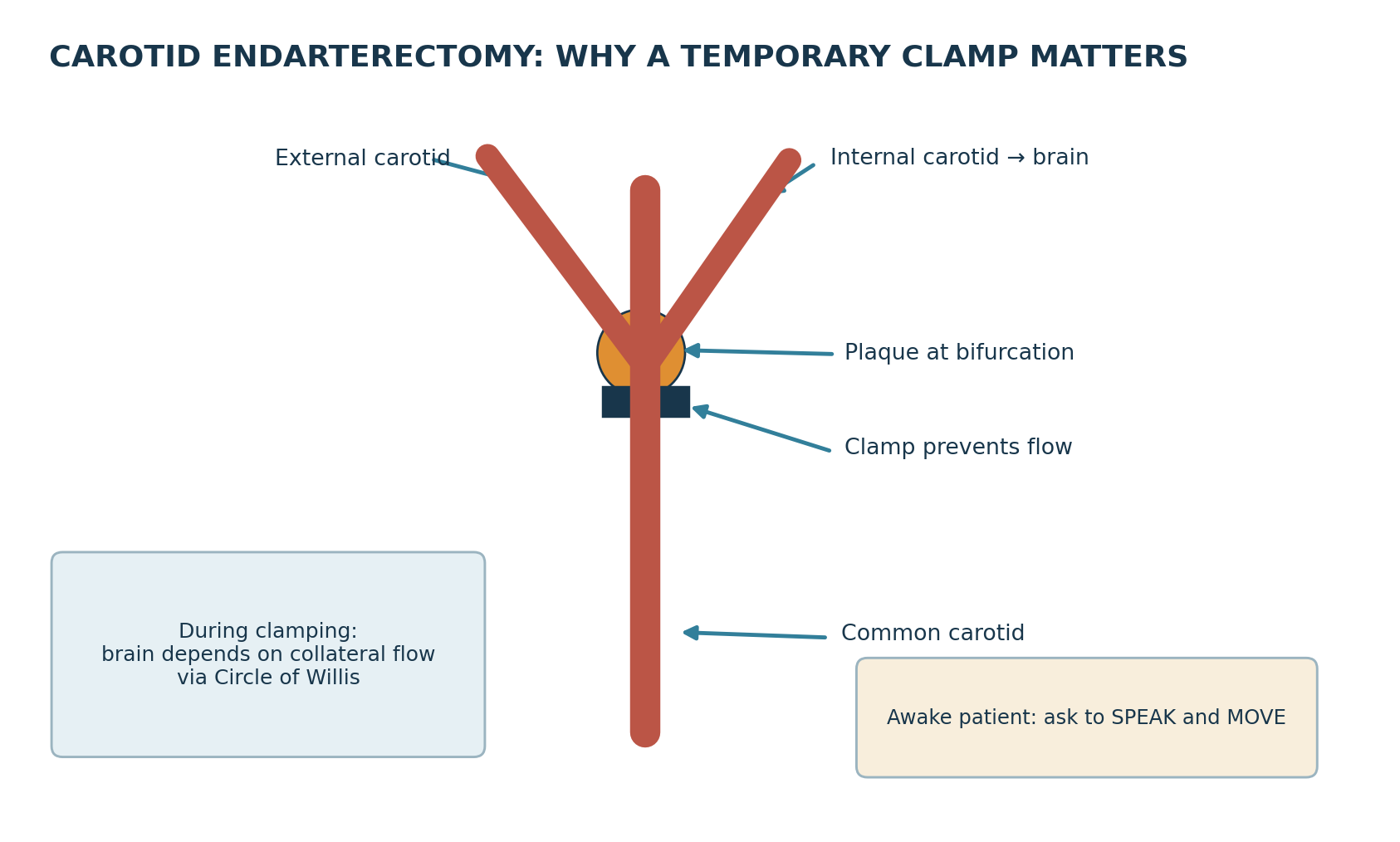 CAROTID ENDARTERECTOMY: WHY A TEMPORARY CLAMP MATTERS
External carotid
Internal carotid → brain
Plaque at bifurcation
Clamp prevents flow
During clamping:
brain depends on collateral flow
via Circle of Willis
Common carotid
Awake patient: ask to SPEAK and MOVE